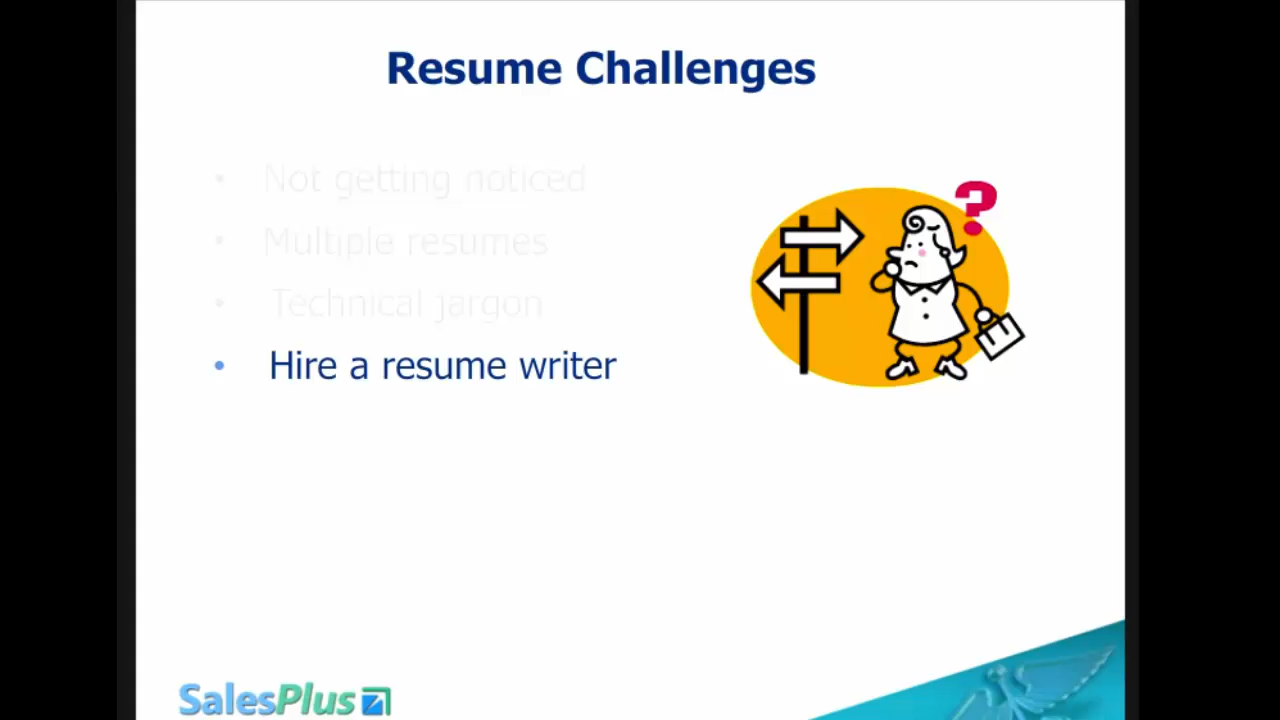 Resume Challenges
• Not getting noticed
• Multiple resumes
• Technical jargon
• Hire a resume writer
?
SalesPlus